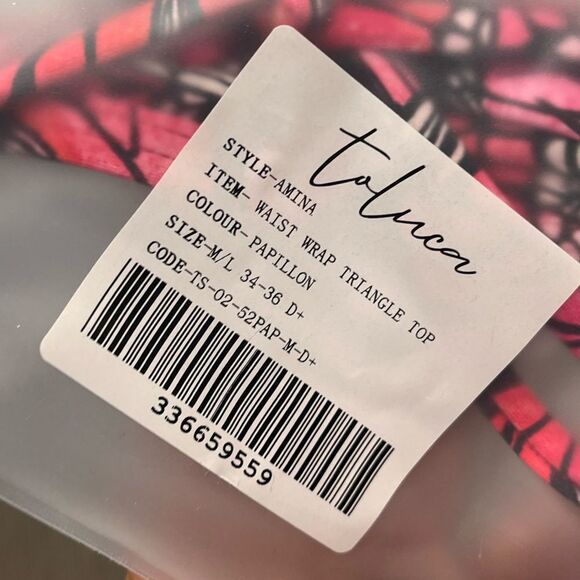 toluca
STYLE-AMINA
ITEM- WAIST WRAP TRIANGLE TOP
COLOUR-PAPILLON
SIZE-M/L 34-36 D+
CODE-TS-02-52PAP-M-D+
336659559